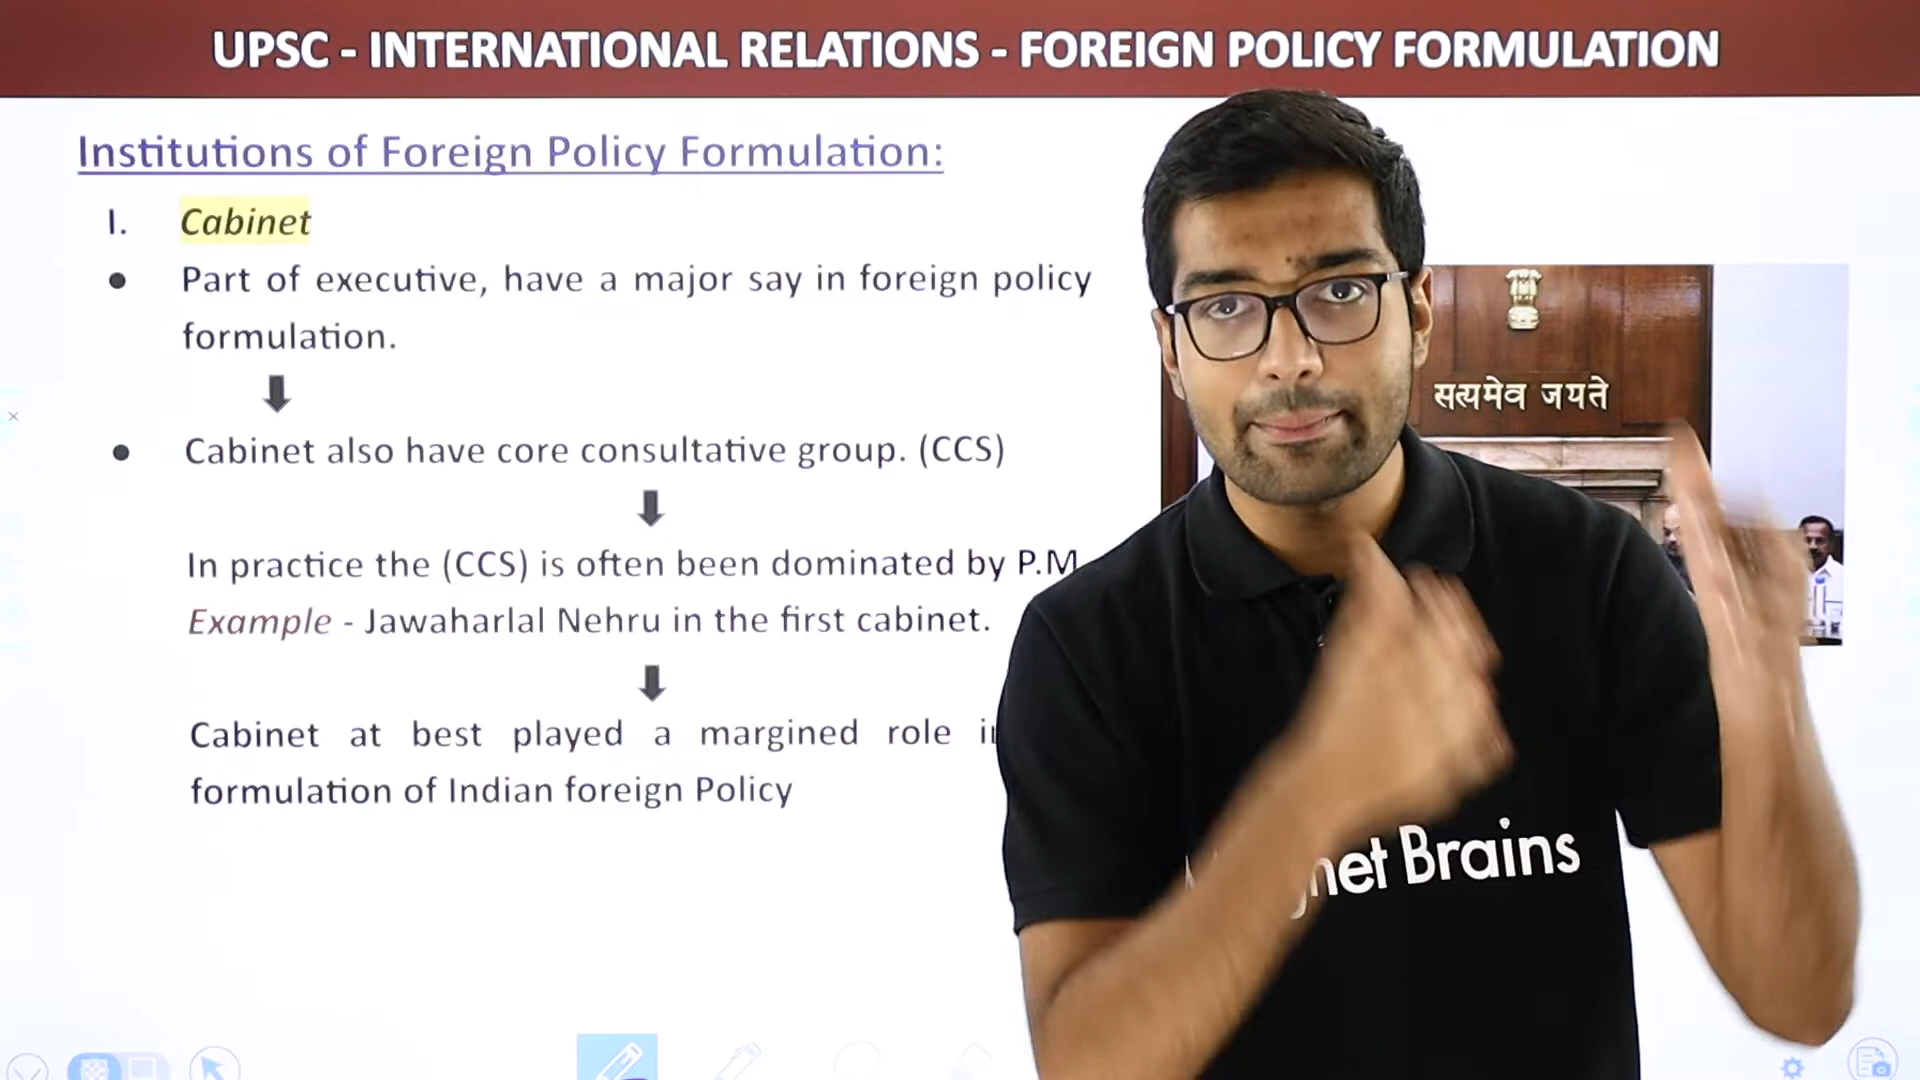 UPSC - INTERNATIONAL RELATIONS - FOREIGN POLICY FORMULATION
Institutions of Foreign Policy Formulation:
I. Cabinet
● Part of executive, have a major say in foreign policy
formulation.
● Cabinet also have core consultative group. (CCS)
In practice the (CCS) is often been dominated by P.M
Example - Jawaharlal Nehru in the first cabinet.
Cabinet at best played a margined role
formulation of Indian foreign Policy
सत्यमेव जयते
Brains